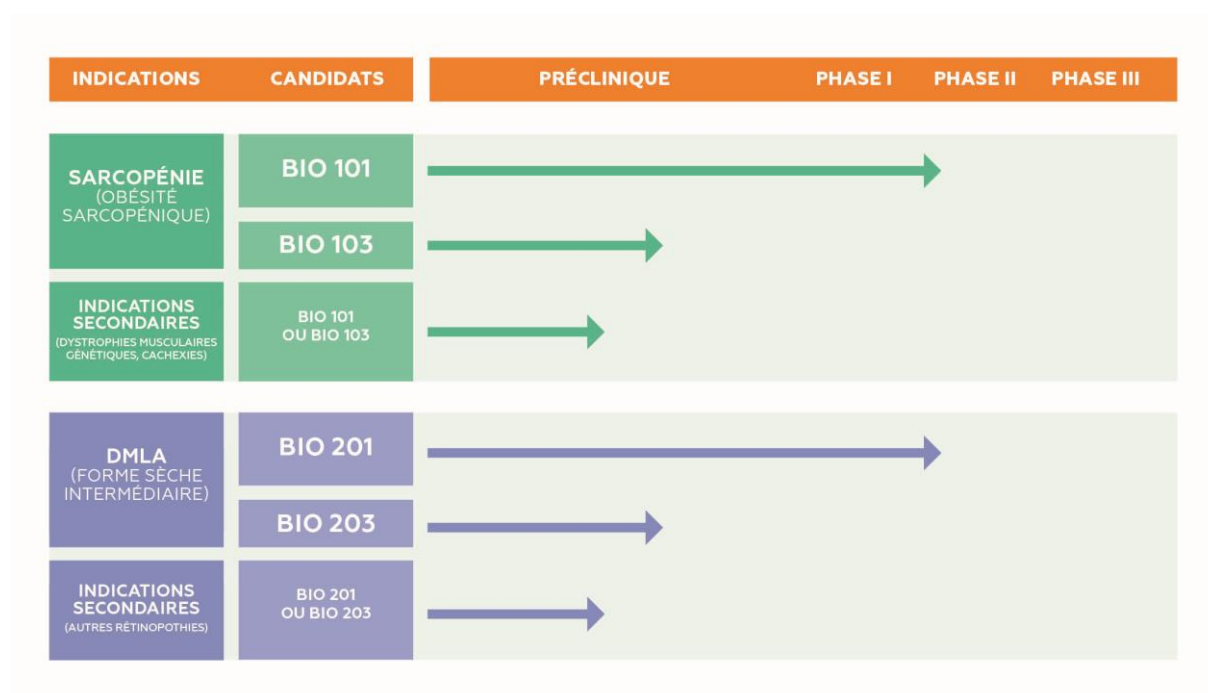 INDICATIONS CANDIDATS PRÉCLINIQUE PHASE I PHASE II PHASE III
SARCOPÉNIE
(OBÉSITÉ
SARCOPÉNIQUE)
BIO 101
BIO 103
INDICATIONS
SECONDAIRES
(DYSTROPHIES MUSCULAIRES
GÉNÉTIQUES, CACHEXIES)
BIO 101
OU BIO 103
DMLA
(FORME SÈCHE
INTERMÉDIAIRE)
BIO 201
BIO 203
INDICATIONS
SECONDAIRES
(AUTRES RÉTINOPOTHIES)
BIO 201
OU BIO 203